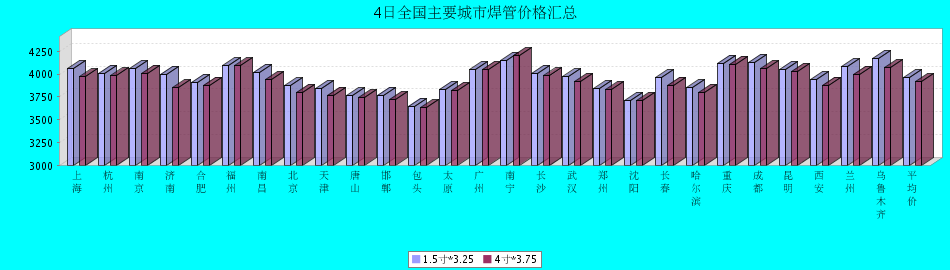 4日全国主要城市焊管价格汇总
4250
4000
3750
3500
3250
3000
上海
杭州
南京
济南
合肥
福州
南昌
北京
天津
唐山
邯郸
包头
太原
广州
南宁
长沙
武汉
郑州
沈阳
长春
哈尔滨
重庆
成都
昆明
西安
兰州
乌鲁木齐
平均价
1.5寸*3.25
4寸*3.75